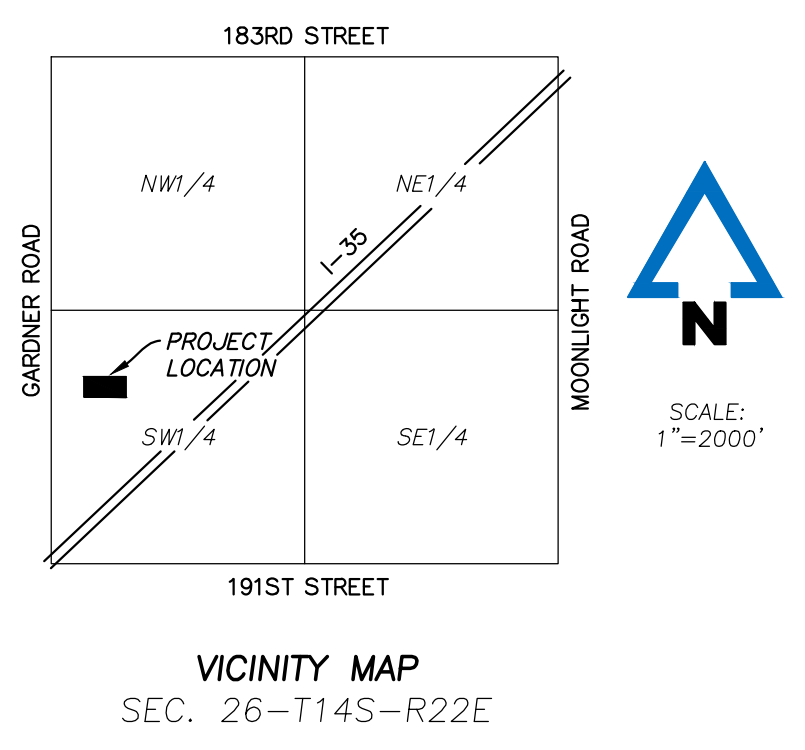 183RD STREET
NW1/4
NE1/4
I-35
GARDNER ROAD
MOONLIGHT ROAD
PROJECT
LOCATION
SW1/4
SE1/4
191ST STREET
N
SCALE:
1"=2000'
VICINITY MAP
SEC. 26-T14S-R22E